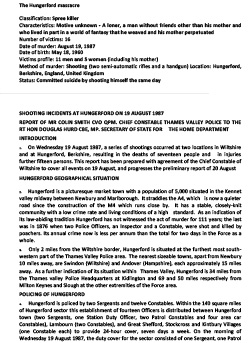 The Hungerford massacre
Classification: Spree killer
Characteristics: Motive unknown - A loner, a man without friends other than his mother and
who lived in part in a world of fantasy that he weaved and his mother perpetuated
Number of victims: 16
Date of murder: August 19, 1987
Date of birth: May 18, 1960
Victims profile: 11 men and 5 women (including his mother)
Method of murder: Shooting (two semi-automatic rifles and a handgun) Location: Hungerford,
Berkshire, England, United Kingdom
Status: Committed suicide by shooting himself the same day
SHOOTING INCIDENTS AT HUNGERFORD ON 19 AUGUST 1987
REPORT OF MR COLIN SMITH CVO QPM. CHIEF CONSTABLE THAMES VALLEY POLICE TO THE
RT HON DOUGLAS HURD CBE, MP. SECRETARY OF STATE FOR THE HOME DEPARTMENT
INTRODUCTION
On Wednesday 19 August 1987, a series of shootings occurred at two locations in Wiltshire
and at Hungerford, Berkshire, resulting in the deaths of seventeen people and in injuries
further fifteen persons. This report has been prepared with agreement of the Chief Constable of
Wiltshire to cover all events on 19 August, and progresses the preliminary report of 20 August
HUNGERFORD GEOGRAPHICAL SITUATION
Hungerford is a picturesque market town with a population of 5,000 situated in the Kennet
valley midway between Newbury and Marlborough. It straddles the A4, which is now a quieter
road since the construction of the M4 runs close by. It has a stable, closely-knit
community with a low crime rate and living conditions of a high standard. As an indication of
its law-abiding tradition Hungerford has not witnessed the act of murder for 111 years; the last
was in 1876 when two Police Officers, an Inspector and a Constable, were shot and killed by
poachers. Its annual crime now is less per annum than the total for two days in the Force as a
whole.
Only 2 miles from the Wiltshire border, Hungerford is situated at the furthest most south-
western part of the Thames Valley Police area. The nearest sizeable towns, apart from Newbury
10 miles away, are Swindon (Wiltshire) and Andover (Hampshire), each approximately 15 miles
away. As a further indication of its situation within Thames Valley, Hungerford is 34 miles from
the Thames valley Police Headquarters at Kidlington and 69 and 50 miles respectively from
Milton Keynes and Slough at the other extremities of the Force area.
POLICING OF HUNGERFORD
Hungerford is policed by two Sergeants and twelve Constables. Within the 140 square miles
of Hungerford sector this establishment of fourteen Officers is distributed between Hungerford
town (two Sergeants, one Station Duty Officer, two Patrol Constables and four area car
Constables), Lambourn (two Constables), and Great Shefford, Stockcross and Kintbury Villages
(one Constable each) to provide 24-hour cover, seven days a week. On the morning of
Wednesday 19 August 1987, the duty cover for the sector consisted of one Sergeant, one Patrol